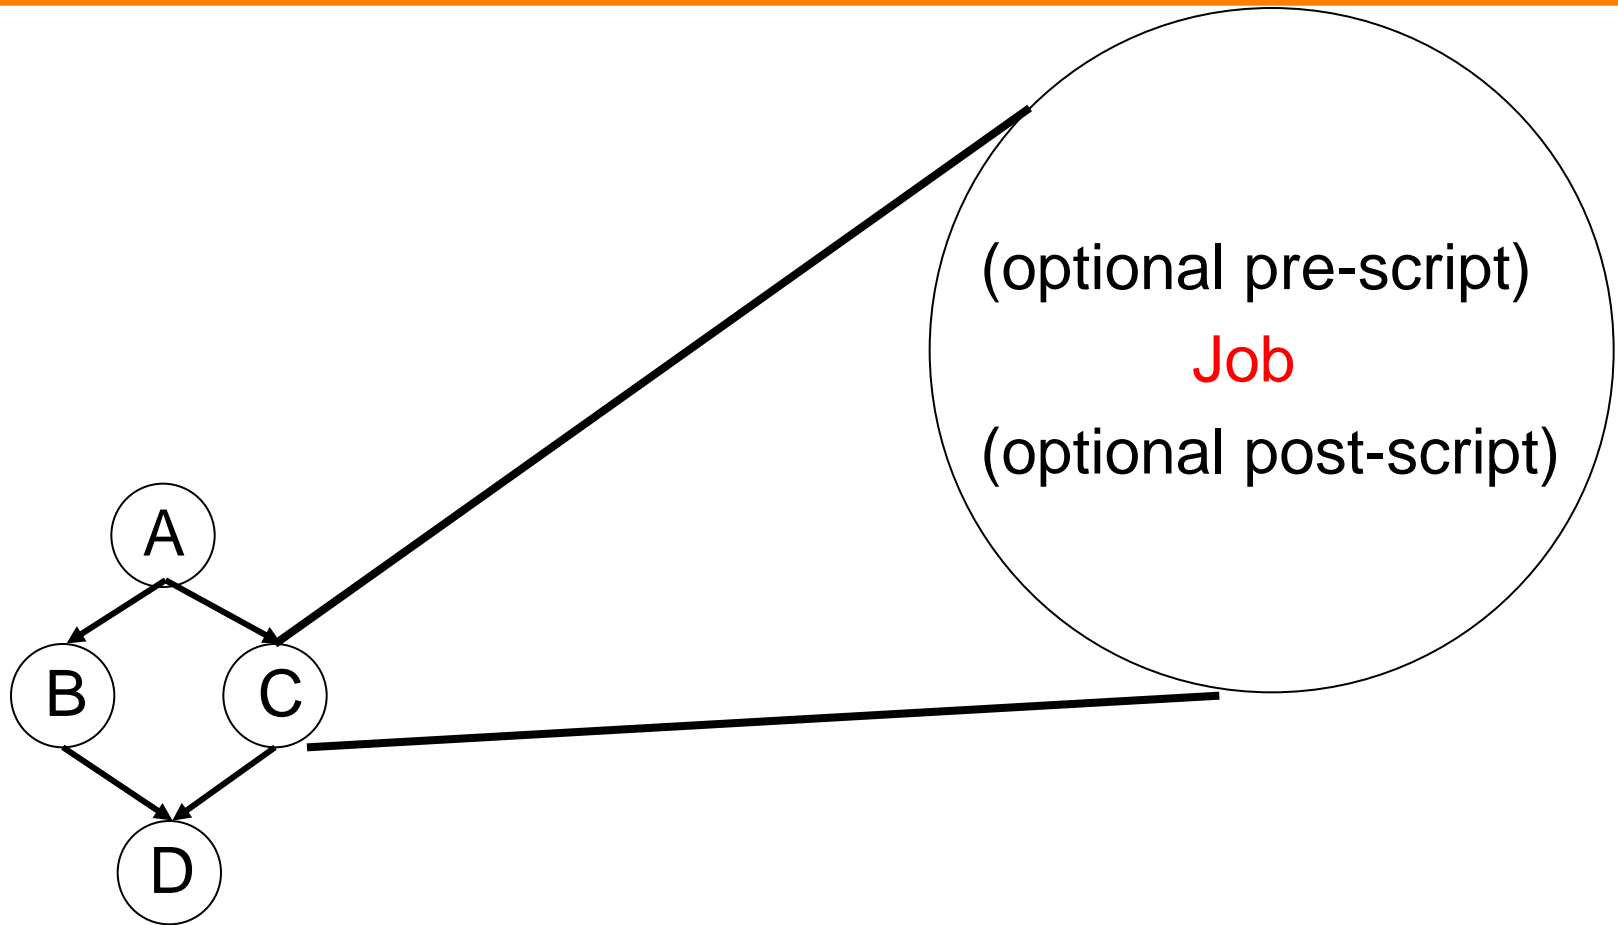 (optional pre-script)
Job
(optional post-script)
A
B C
D